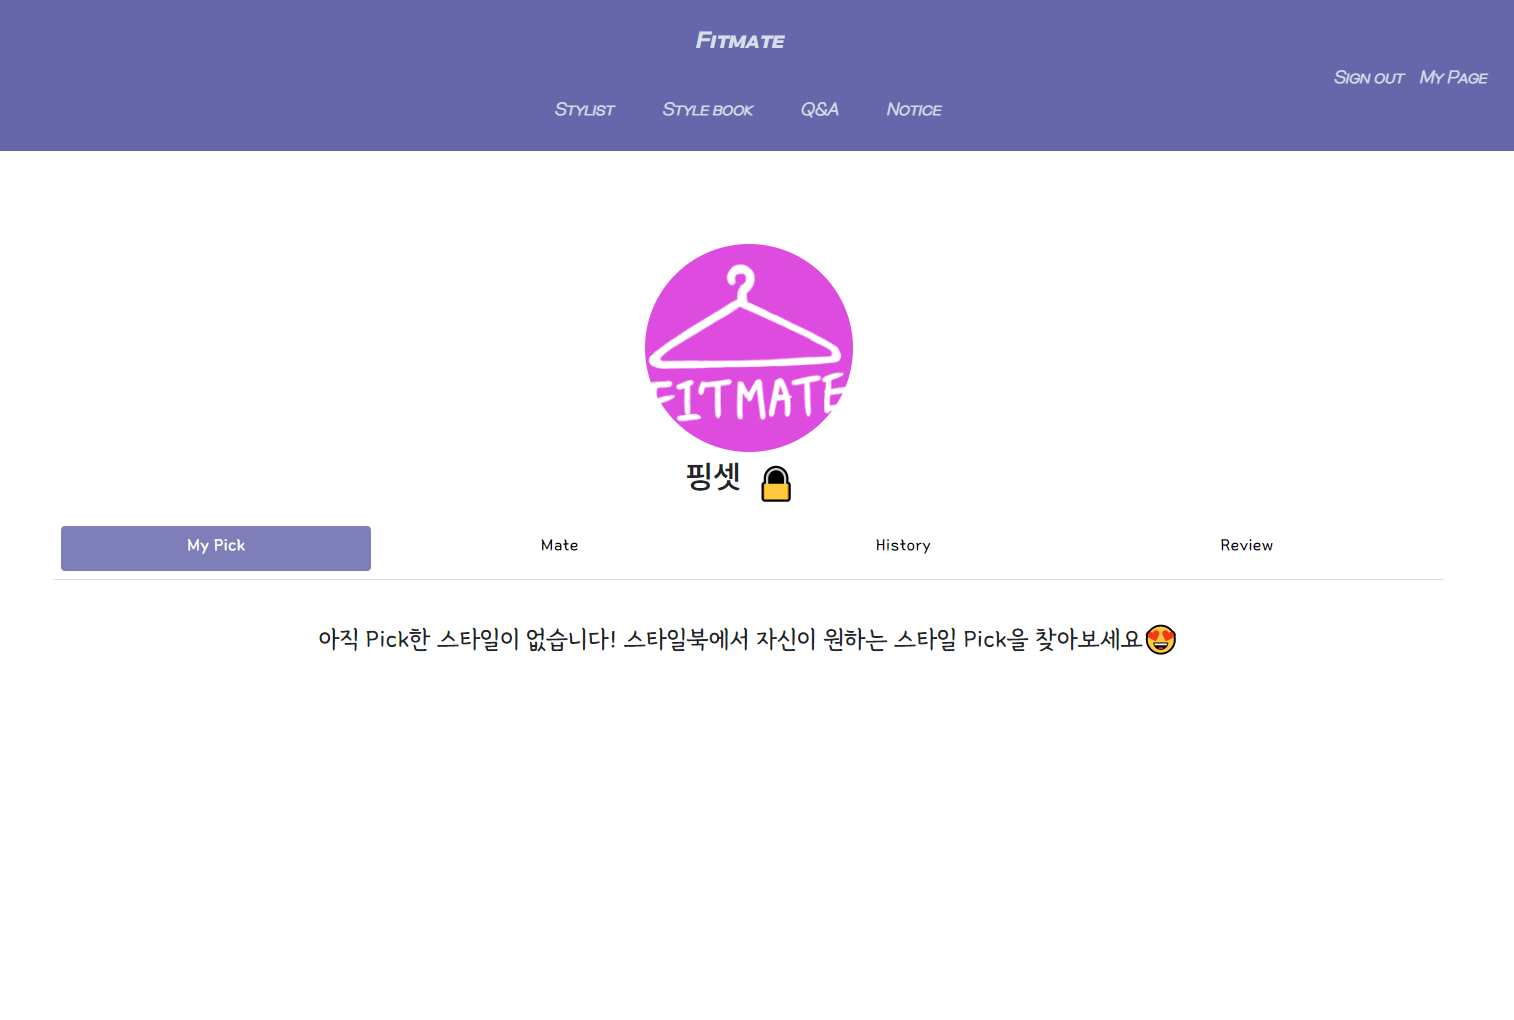 Fitmate
Sign out My Page
Stylist Style book Q&A Notice
FITMATE
핑셋
My Pick Mate History Review
아직 Pick한 스타일이 없습니다! 스타일북에서 자신이 원하는 스타일 Pick을 찾아보세요😍